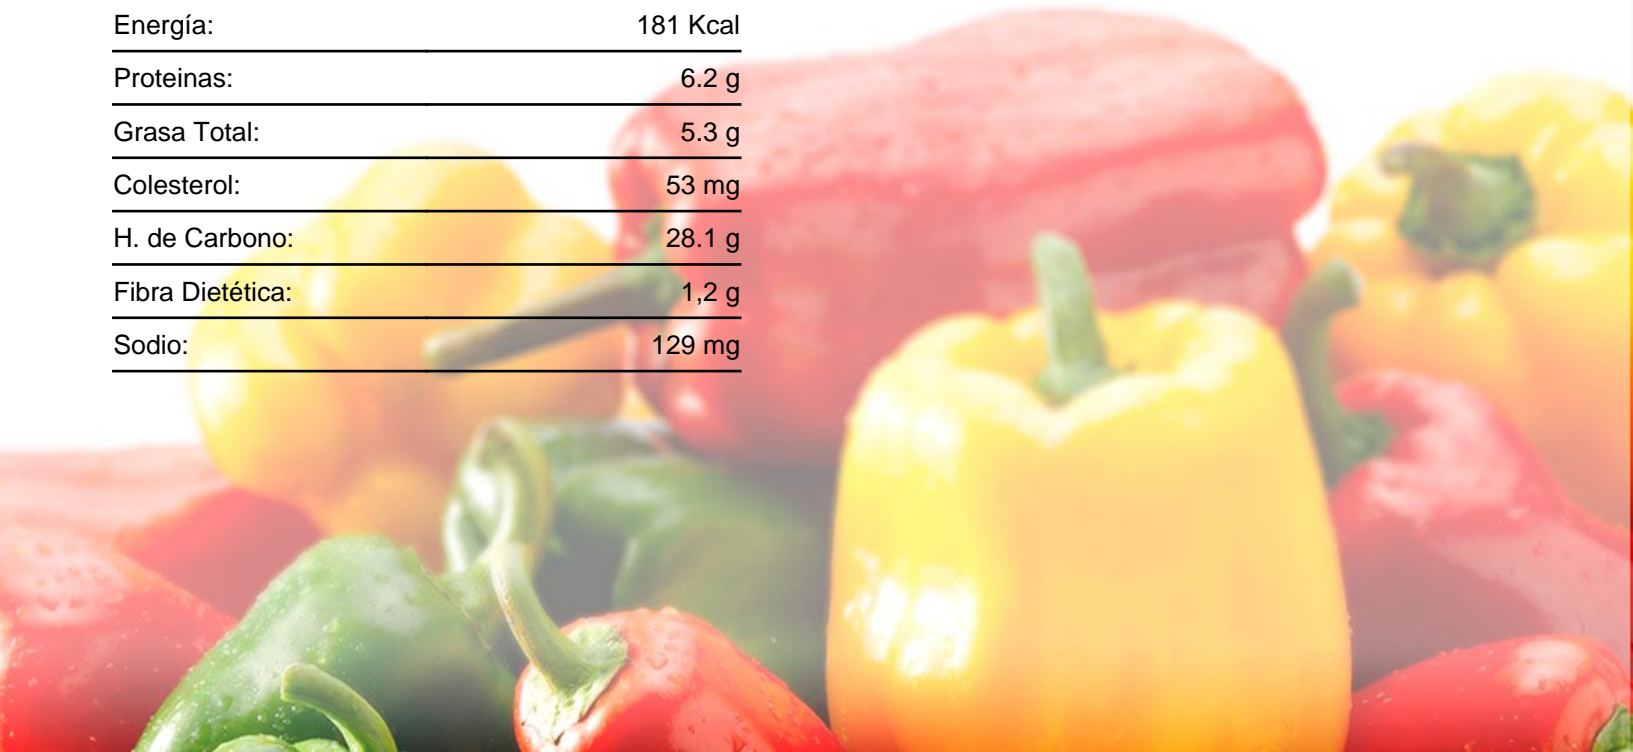 Energía: 181 Kcal
Proteinas: 6.2 g
Grasa Total: 5.3 g
Colesterol: 53 mg
H. de Carbono: 28.1 g
Fibra Dietética: 1,2 g
Sodio: 129 mg